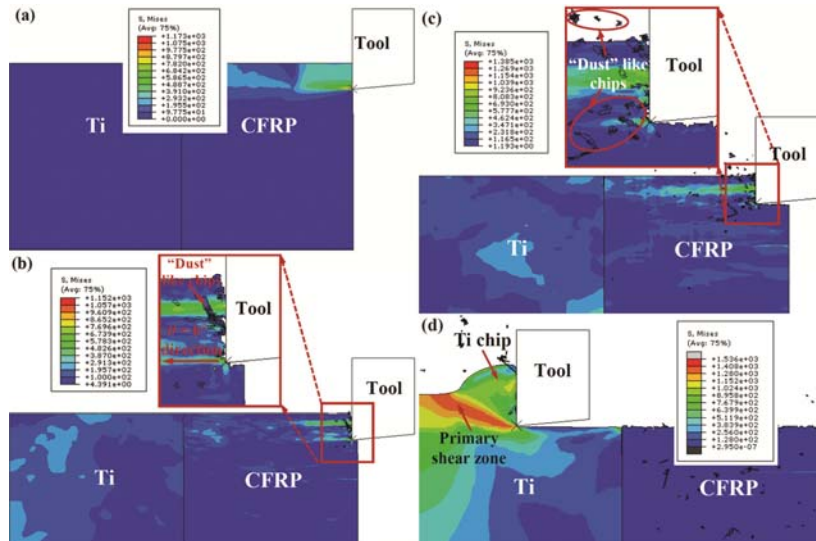 (a)
S, Mises
(Avg: 75%)
+1.173e+03
+1.075e+03
+9.775e+02
+8.797e+02
+7.820e+02
+6.842e+02
+5.865e+02
+4.887e+02
+3.910e+02
+2.932e+02
+1.955e+02
+9.775e+01
+0.000e+00
Tool
Ti
CFRP
(b)
S, Mises
(Avg: 75%)
+1.152e+03
+1.057e+03
+9.609e+02
+8.652e+02
+7.696e+02
+6.739e+02
+5.783e+02
+4.826e+02
+3.870e+02
+2.913e+02
+1.957e+02
+1.000e+02
+4.391e+00
“Dust”
like chips
direction
Tool
Tool
Ti
CFRP
(c)
S, Mises
(Avg: 75%)
+1.385e+03
+1.269e+03
+1.154e+03
+1.039e+03
+9.236e+02
+8.083e+02
+6.930e+02
+5.777e+02
+4.624e+02
+3.471e+02
+2.318e+02
+1.165e+02
+1.193e+00
“Dust” like
chips
Tool
Tool
Ti
CFRP
(d)
Ti chip
Tool
Primary
shear zone
S, Mises
(Avg: 75%)
+1.536e+03
+1.408e+03
+1.280e+03
+1.152e+03
+1.024e+03
+8.958e+02
+7.679e+02
+6.399e+02
+5.119e+02
+3.839e+02
+2.560e+02
+1.280e+02
+2.950e-07
Ti
CFRP